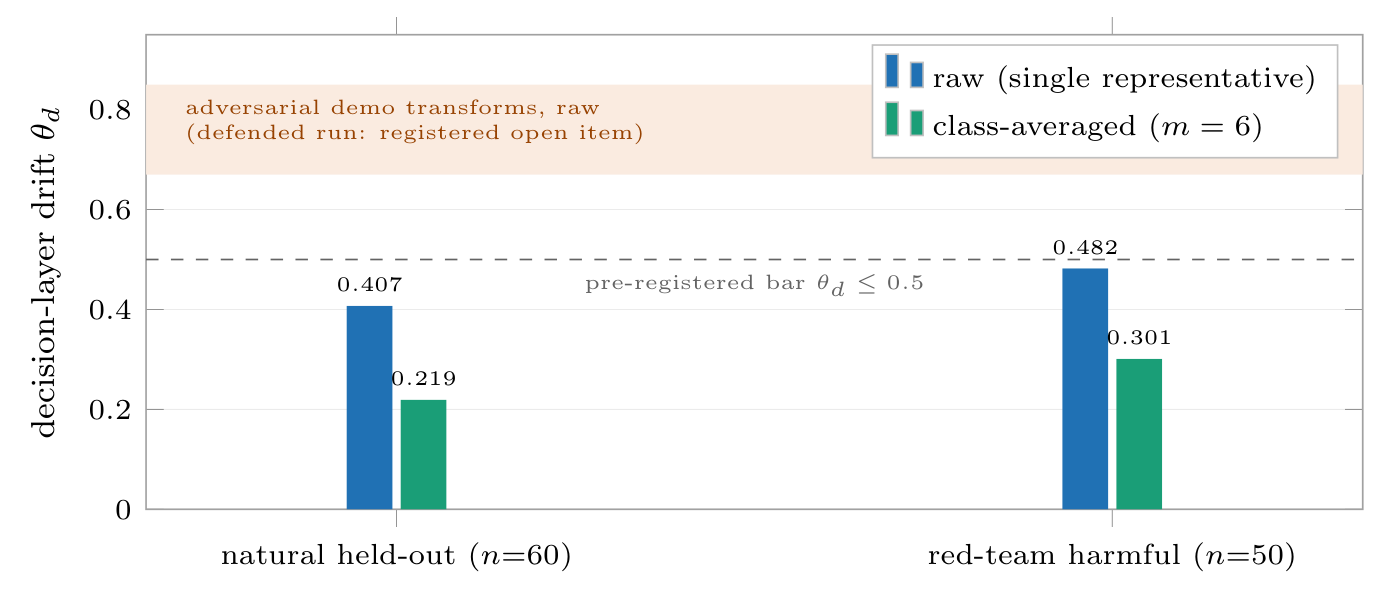 decision-layer drift θ_d
0.8
0.6
0.4
0.2
0
adversarial demo transforms, raw
(defended run: registered open item)
raw (single representative)
class-averaged (m = 6)
pre-registered bar θ_d ≤ 0.5
0.407
0.219
0.482
0.301
natural held-out (n=60)
red-team harmful (n=50)